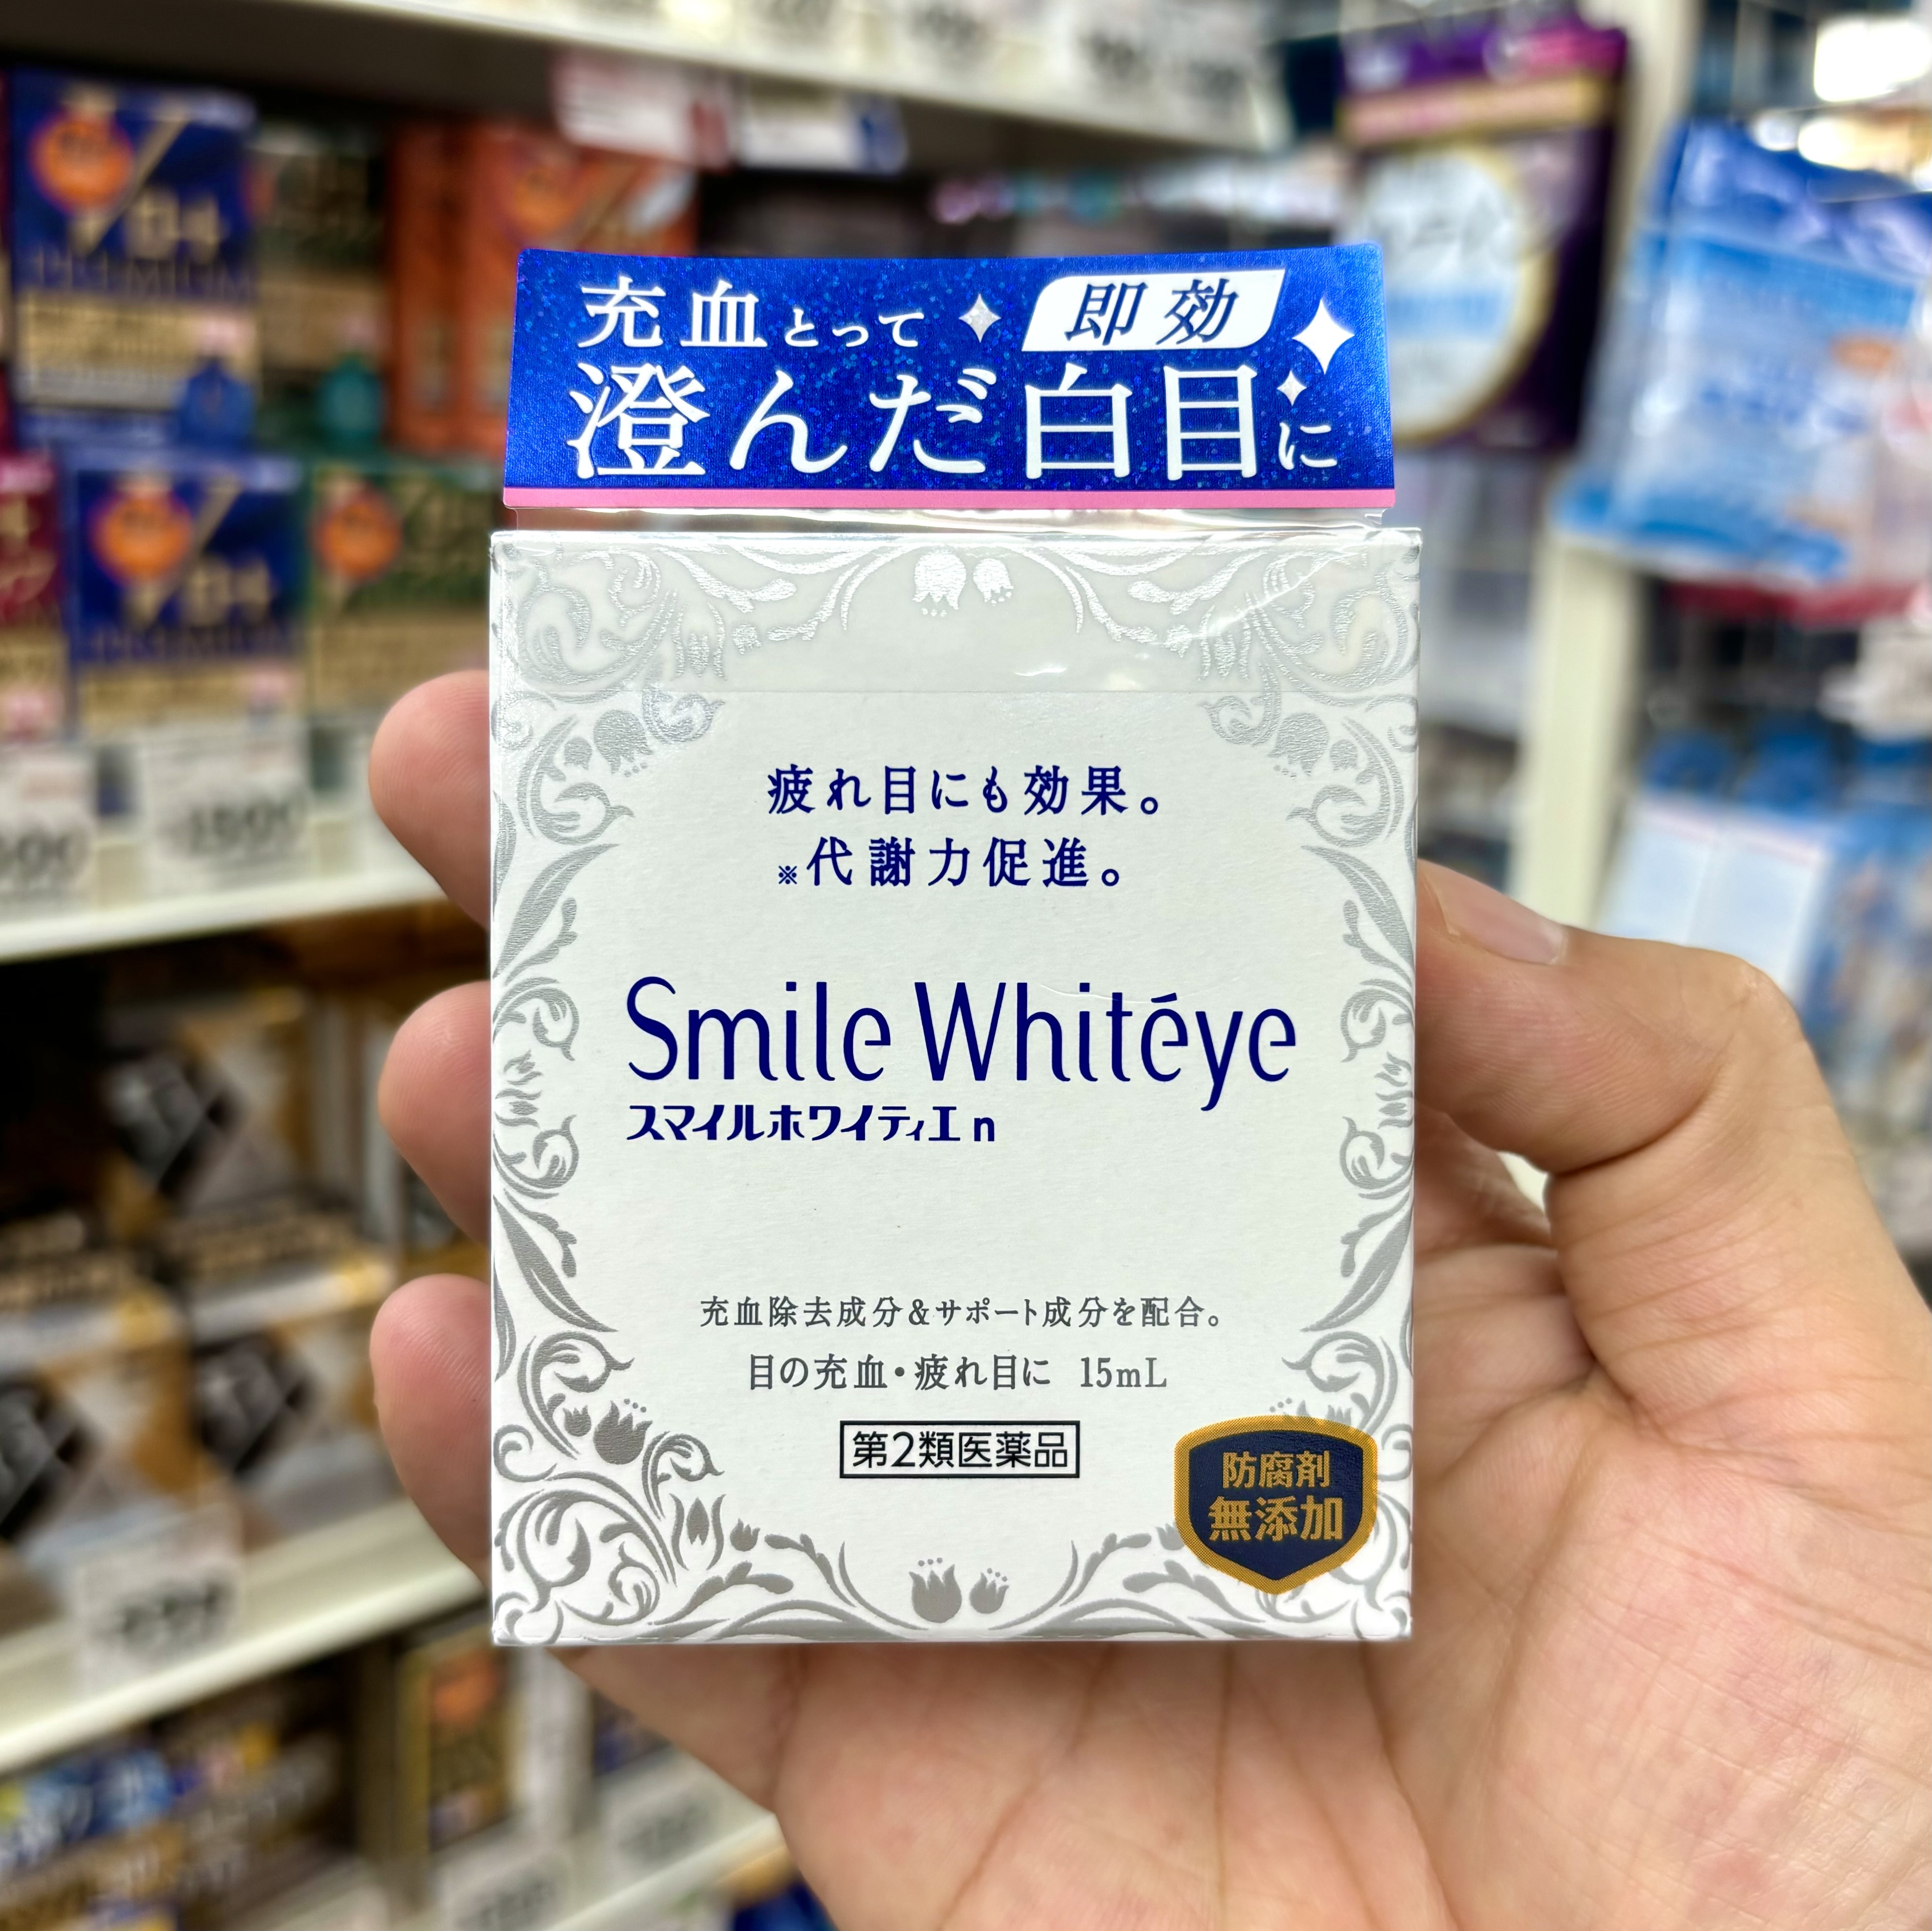 充血とって 即効
澄んだ白目に
疲れ目にも効果。
※代謝力促進。
Smile Whitéye
スマイルホワイティエn
充血除去成分&サポート成分を配合。
目の充血・疲れ目に 15mL
第2類医薬品
防腐剤
無添加